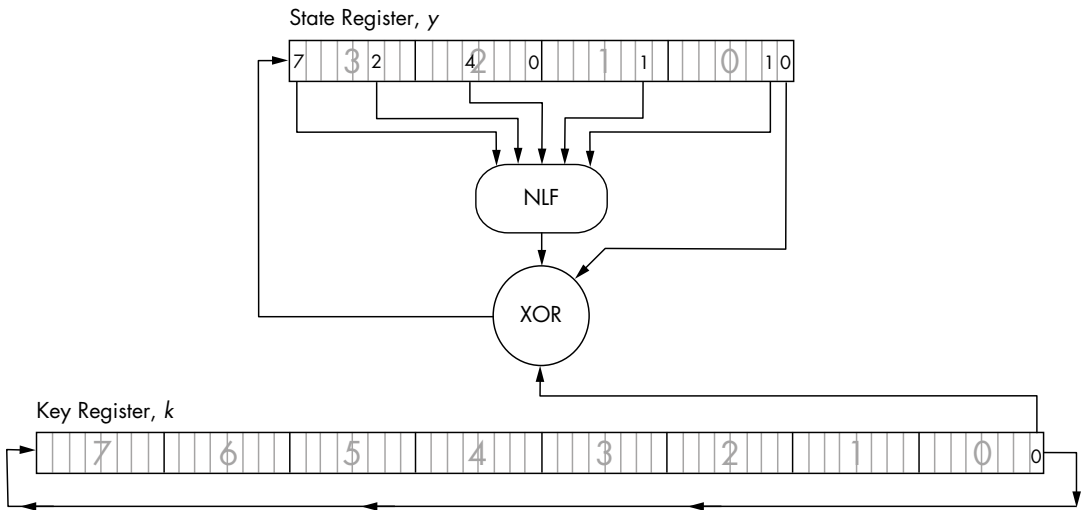 State Register, y
7 3 2 4 2 0 1 1 0 1 0
NLF
XOR
Key Register, k
7 6 5 4 3 2 1 0 0